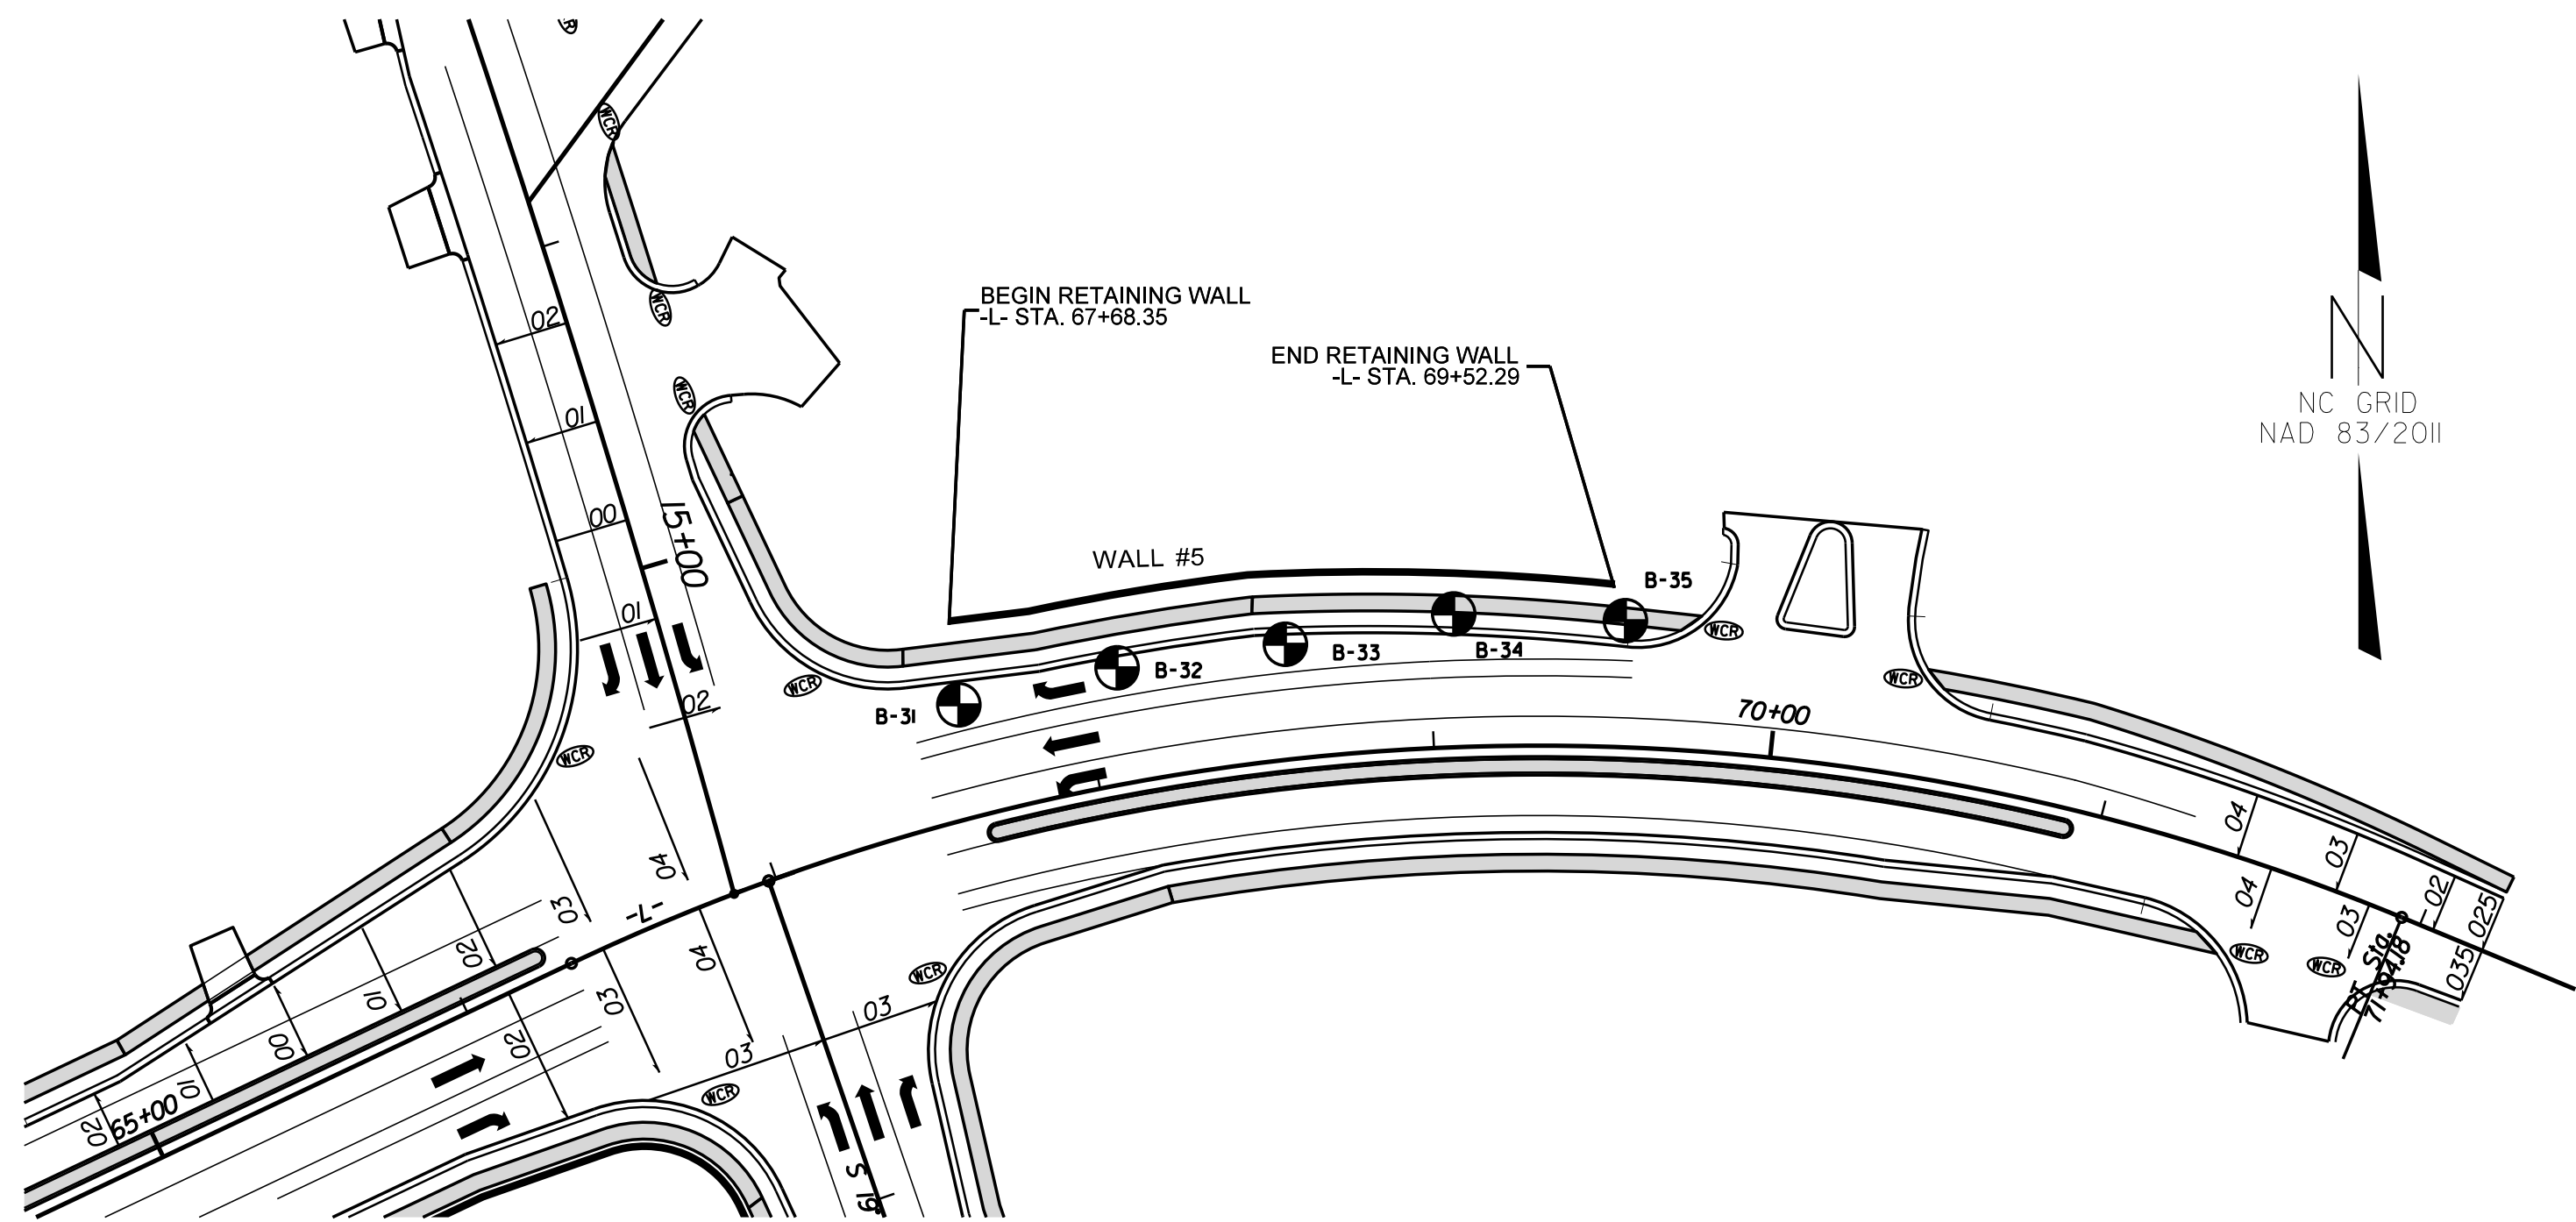 WCR
WCR
WCR
WCR
BEGIN RETAINING WALL
-L- STA. 67+68.35
END RETAINING WALL
-L- STA. 69+52.29
N
NC GRID
NAD 83/2011
02
01
00
15+00
01
02
WALL #5
B-31
B-32
B-33
B-34
B-35
WCR
WCR
WCR
WCR
70+00
04
03
02
025
04
03
035
PT Sta.
71+94.18
WCR
WCR
04
03
-L-
02
01
00
01
02
65+00
04
03
02
03
03
WCR
WCR